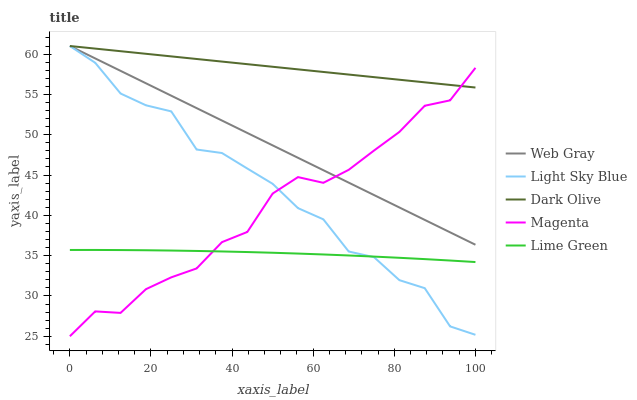 title
yaxis_label
60
55
50
45
40
35
30
25
0
20
40
60
80
100
xaxis_label
Web Gray
Light Sky Blue
Dark Olive
Magenta
Lime Green